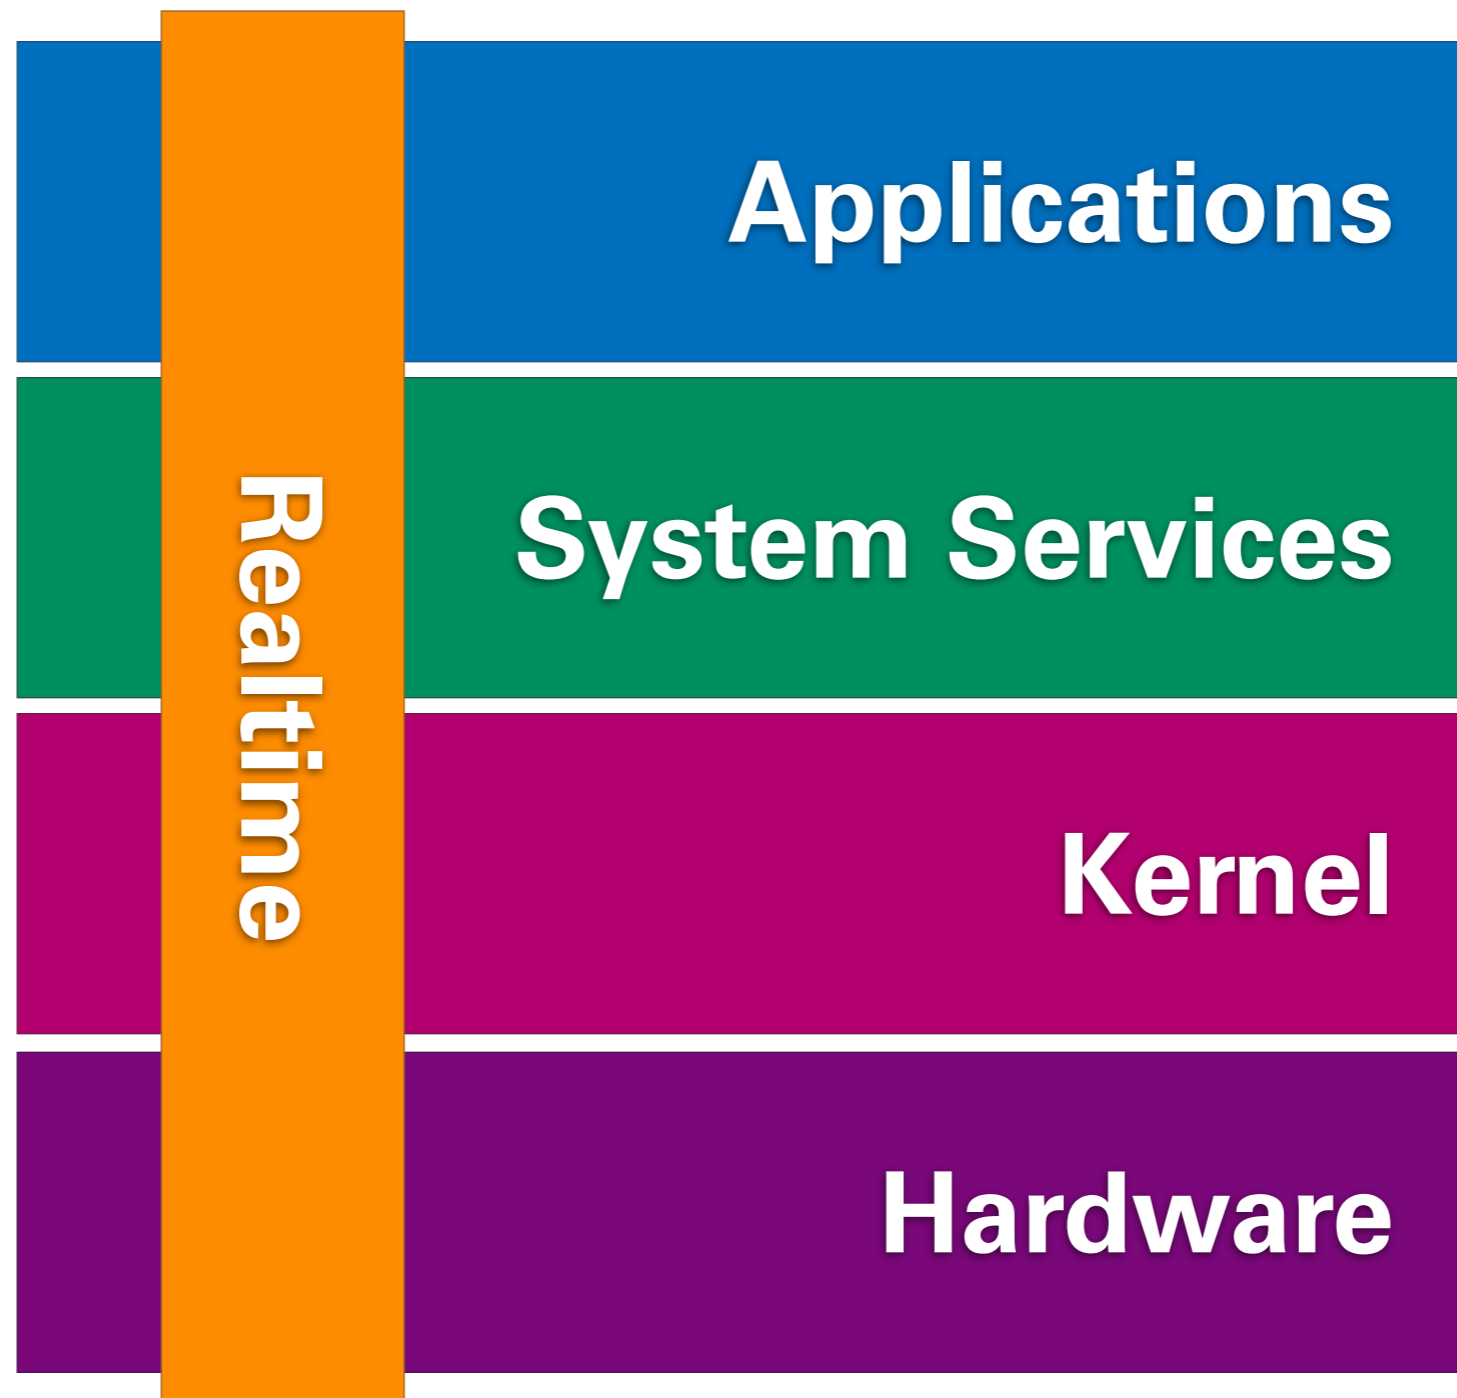 Applications
System Services
Kernel
Hardware
Realtime